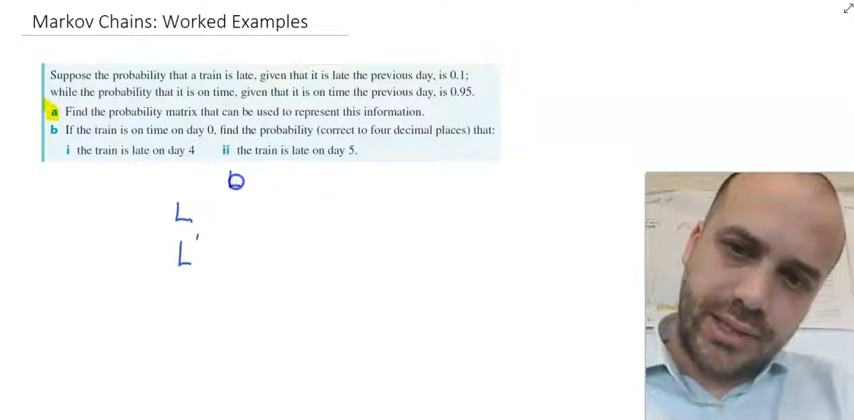 Markov Chains: Worked Examples
Suppose the probability that a train is late, given that it is late the previous day, is 0.1;
while the probability that it is on time, given that it is on time the previous day, is 0.95.
a Find the probability matrix that can be used to represent this information.
b If the train is on time on day 0, find the probability (correct to four decimal places) that:
i the train is late on day 4 ii the train is late on day 5.
L
L'